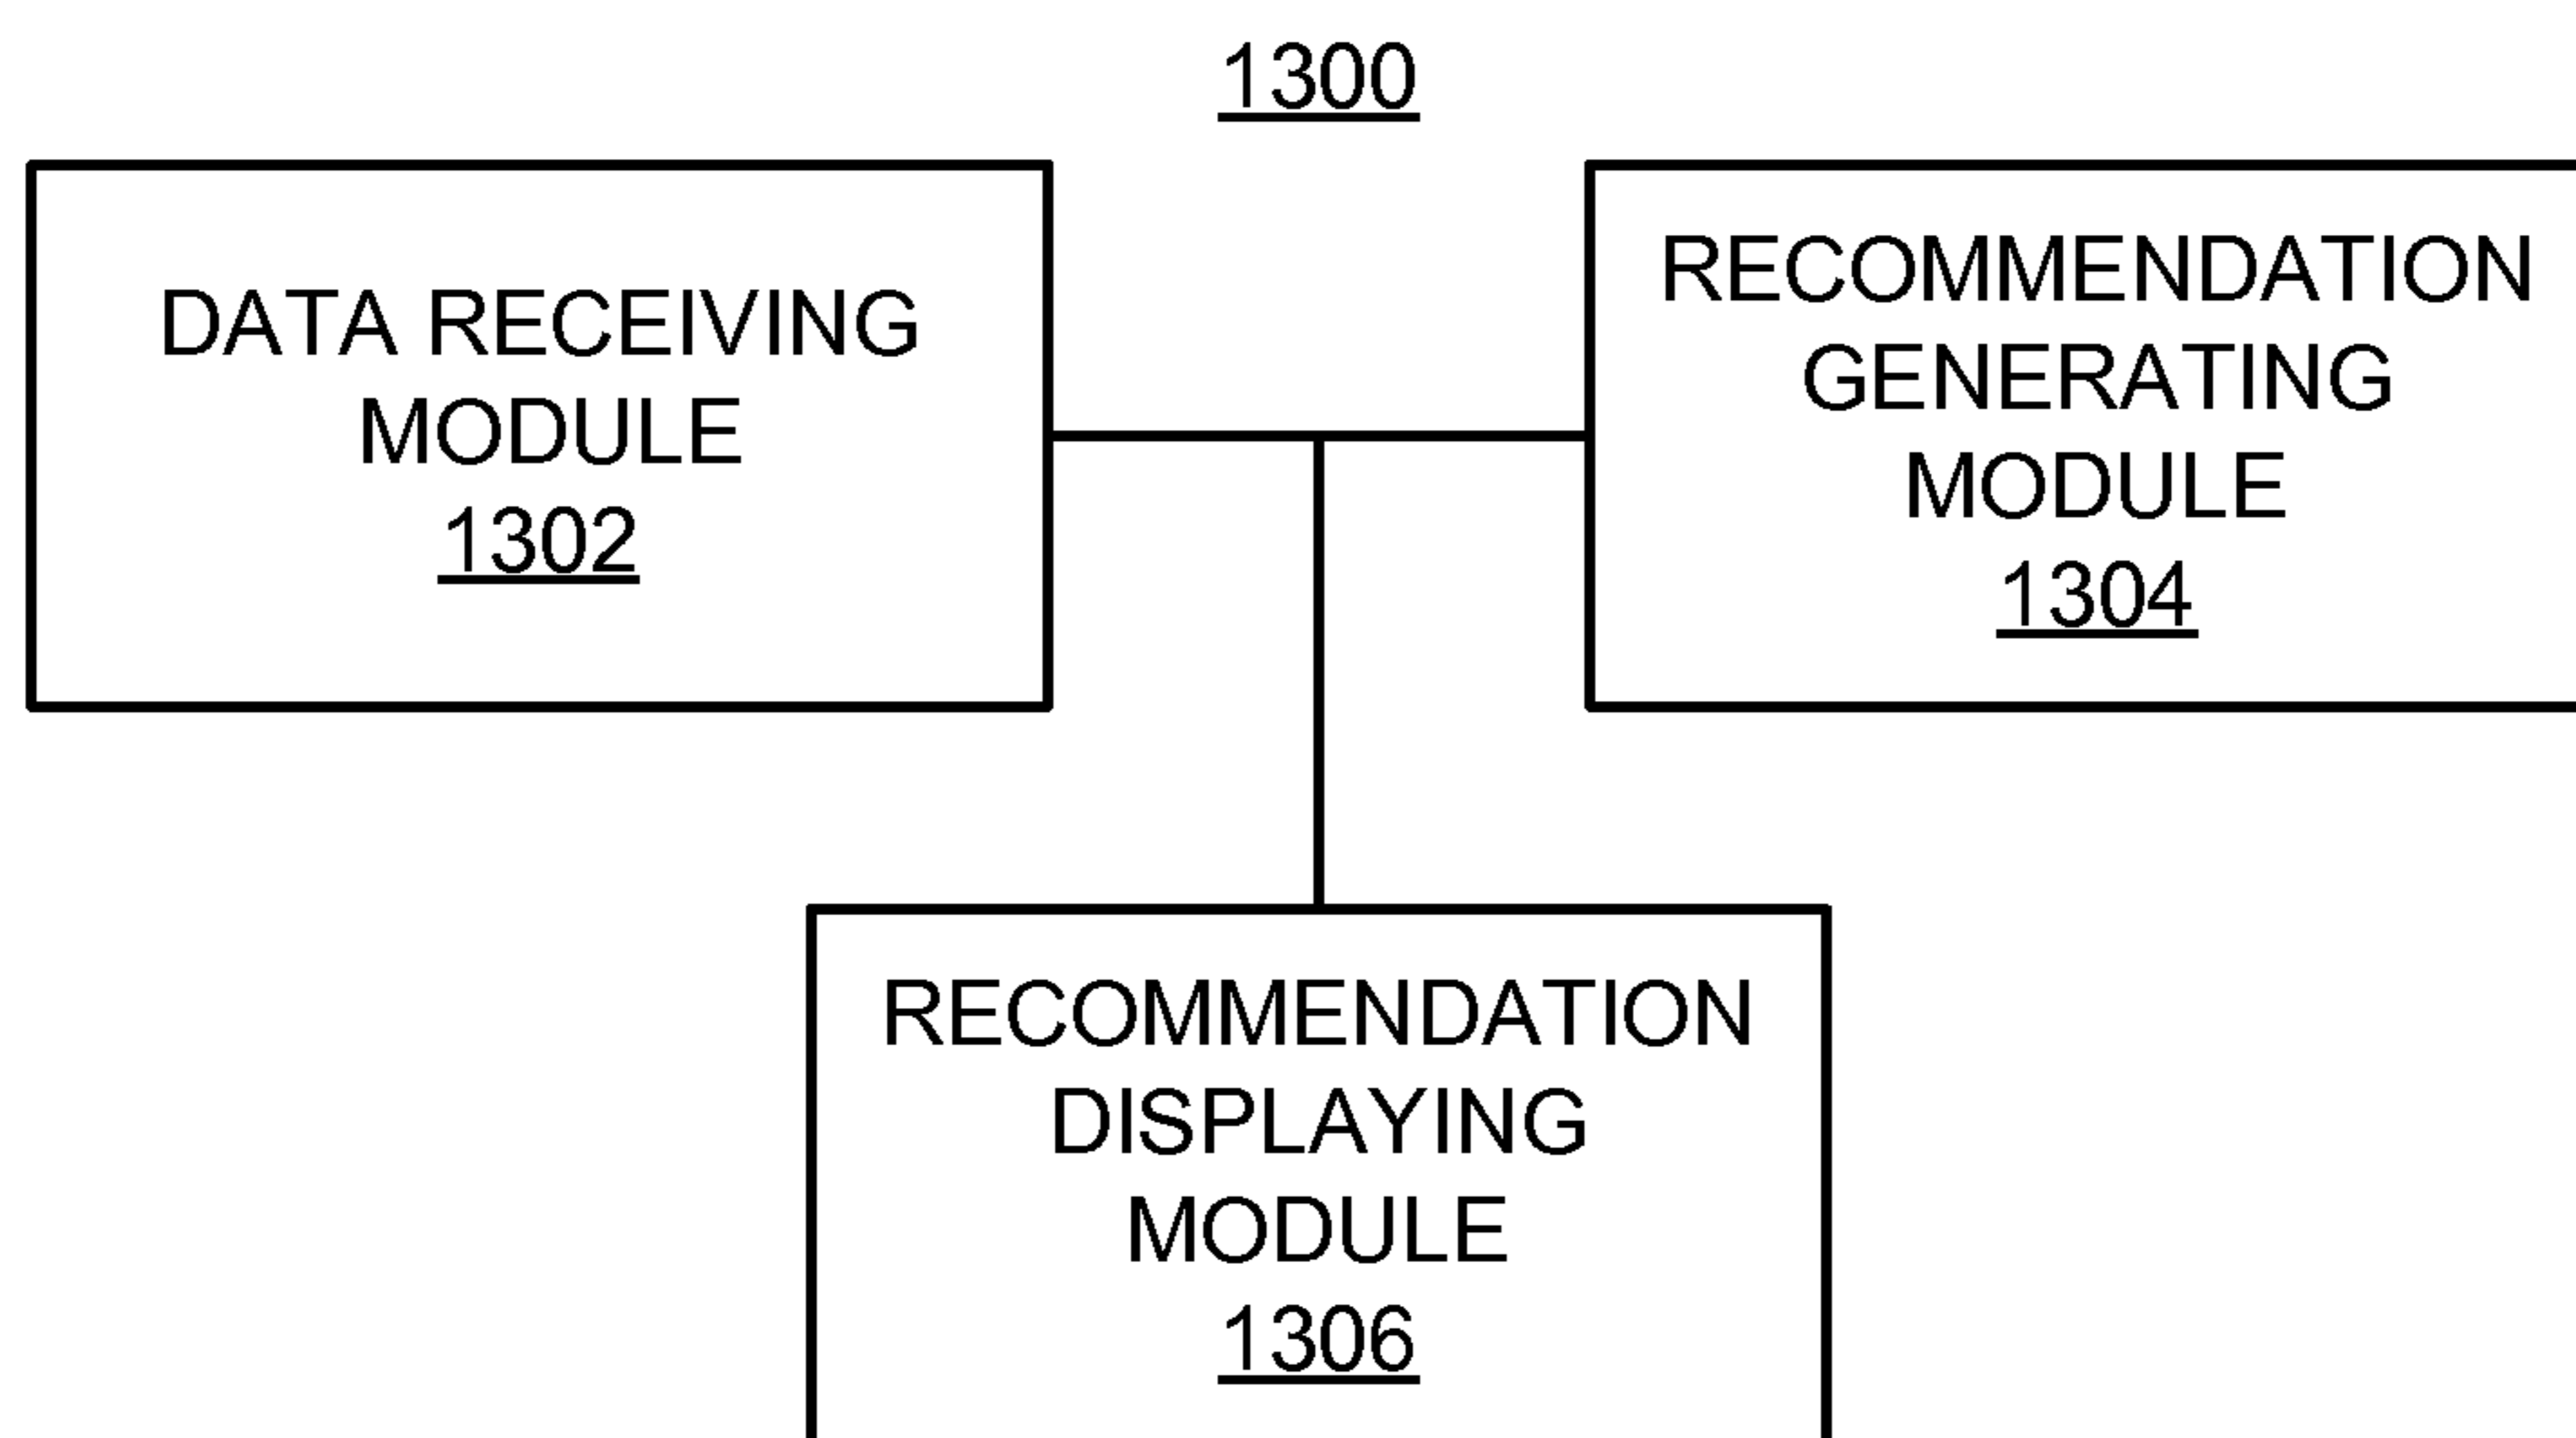 1300
DATA RECEIVING
MODULE
1302
RECOMMENDATION
GENERATING
MODULE
1304
RECOMMENDATION
DISPLAYING
MODULE
1306